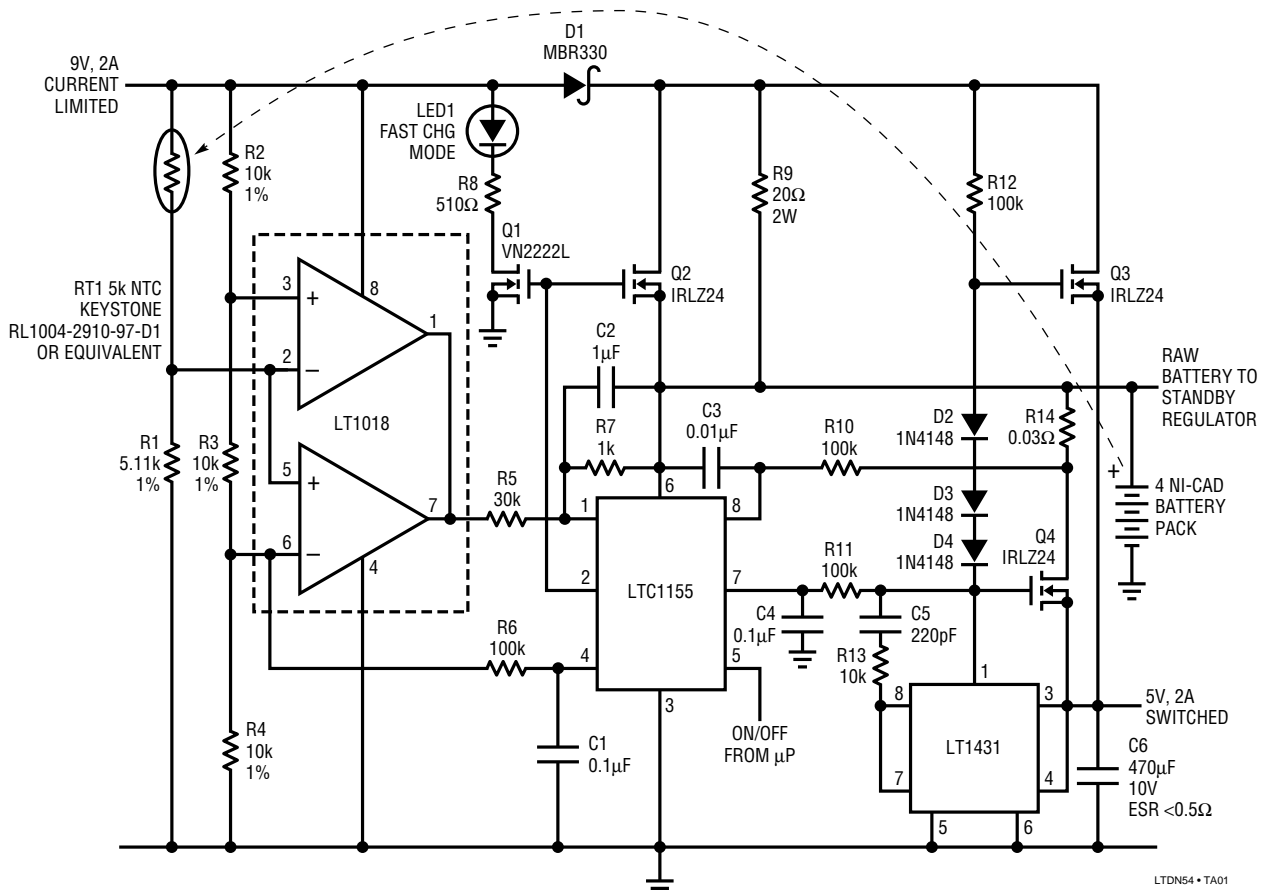 D1
MBR330
9V, 2A
CURRENT
LIMITED
LED1
FAST CHG
MODE
R2
10k
1%
R8
510Ω
R9
20Ω
2W
R12
100k
Q1
VN2222L
Q2
IRLZ24
Q3
IRLZ24
RT1 5k NTC
KEYSTONE
RL1004-2910-97-D1
OR EQUIVALENT
3
+
8
1
2
–
LT1018
C2
1µF
RAW
BATTERY TO
STANDBY
REGULATOR
R1
5.11k
1%
R3
10k
1%
R7
1k
C3
0.01µF
R10
100k
D2
1N4148
R14
0.03Ω
5
+
7
6
–
4
R5
30k
6
1
8
2
7
4
5
3
LTC1155
D3
1N4148
D4
1N4148
Q4
IRLZ24
+
4 NI-CAD
BATTERY
PACK
R11
100k
C4
0.1µF
C5
220pF
R13
10k
R6
100k
C1
0.1µF
R4
10k
1%
ON/OFF
FROM µP
1
8
3
7
4
5
6
LT1431
5V, 2A
SWITCHED
C6
470µF
10V
ESR <0.5Ω
LTDN54 • TA01